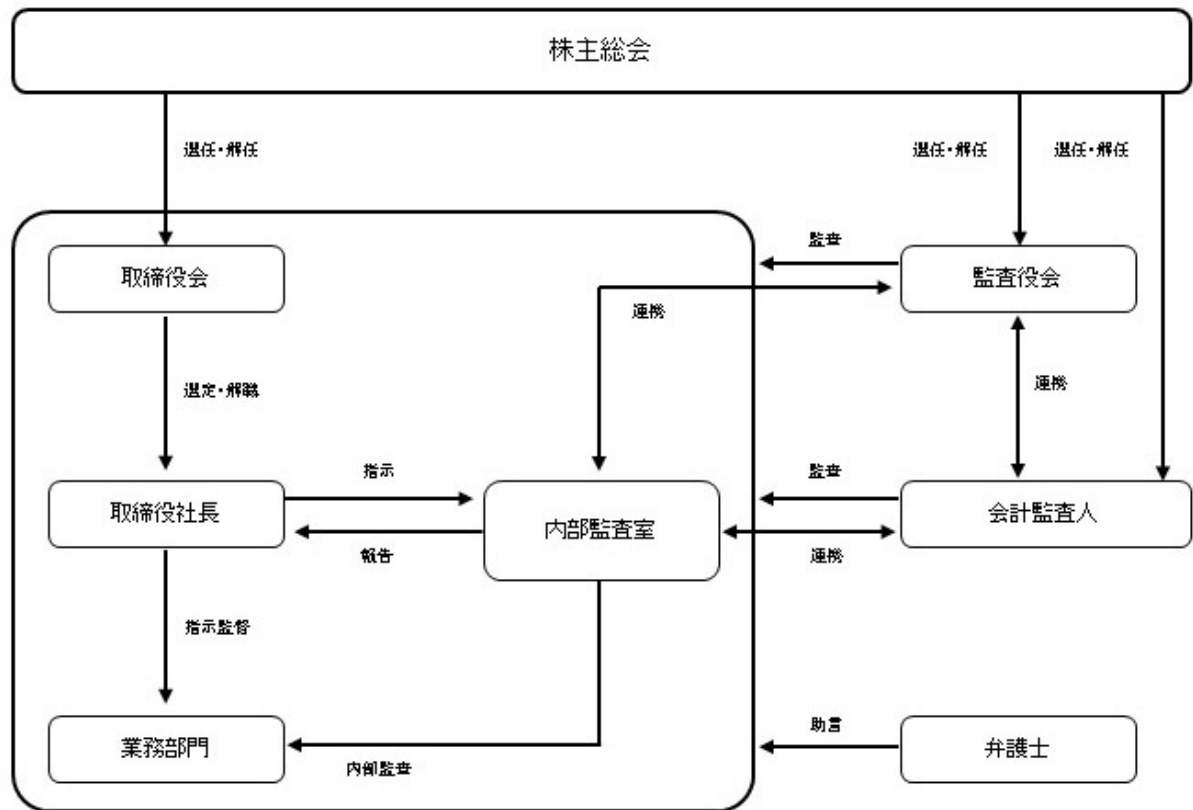 株主総会
選任・解任
選任・解任
選任・解任
取締役会
監査
監査役会
連携
選定・解職
連携
取締役社長
指示
報告
内部監査室
監査
連携
会計監査人
指示監督
業務部門
内部監査
助言
弁護士